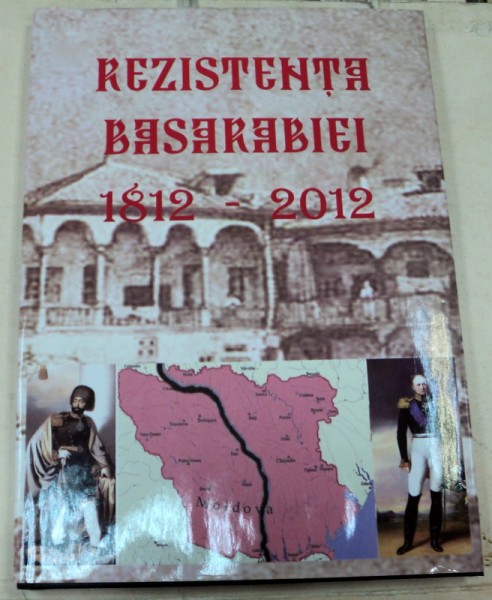 REZISTENȚA
BASARABIEI
1812 - 2012
Moldova